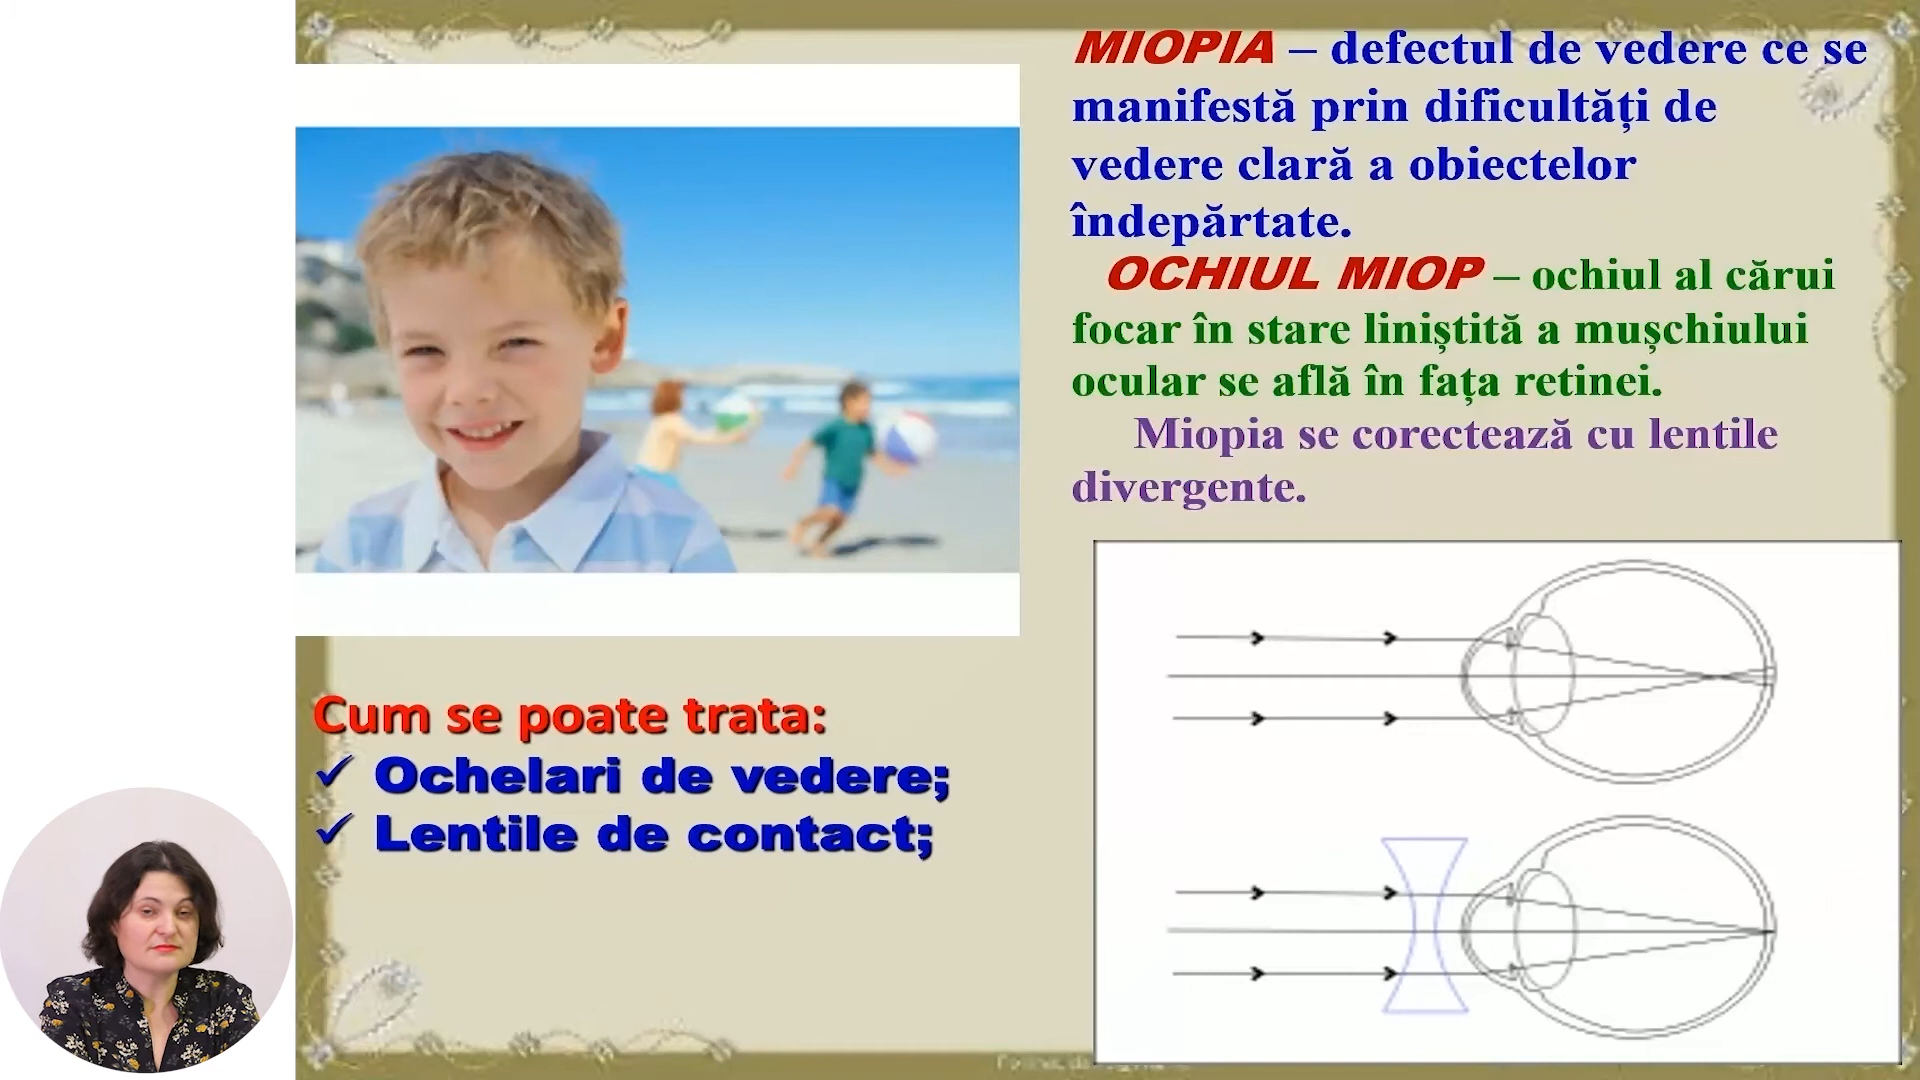 MIOPIA – defectul de vedere ce se
manifestă prin dificultăți de
vedere clară a obiectelor
îndepărtate.
OCHIUL MIOP – ochiul al cărui
focar în stare liniștită a mușchiului
ocular se află în fața retinei.
Miopia se corectează cu lentile
divergente.
Cum se poate trata:
✓ Ochelari de vedere;
✓ Lentile de contact;